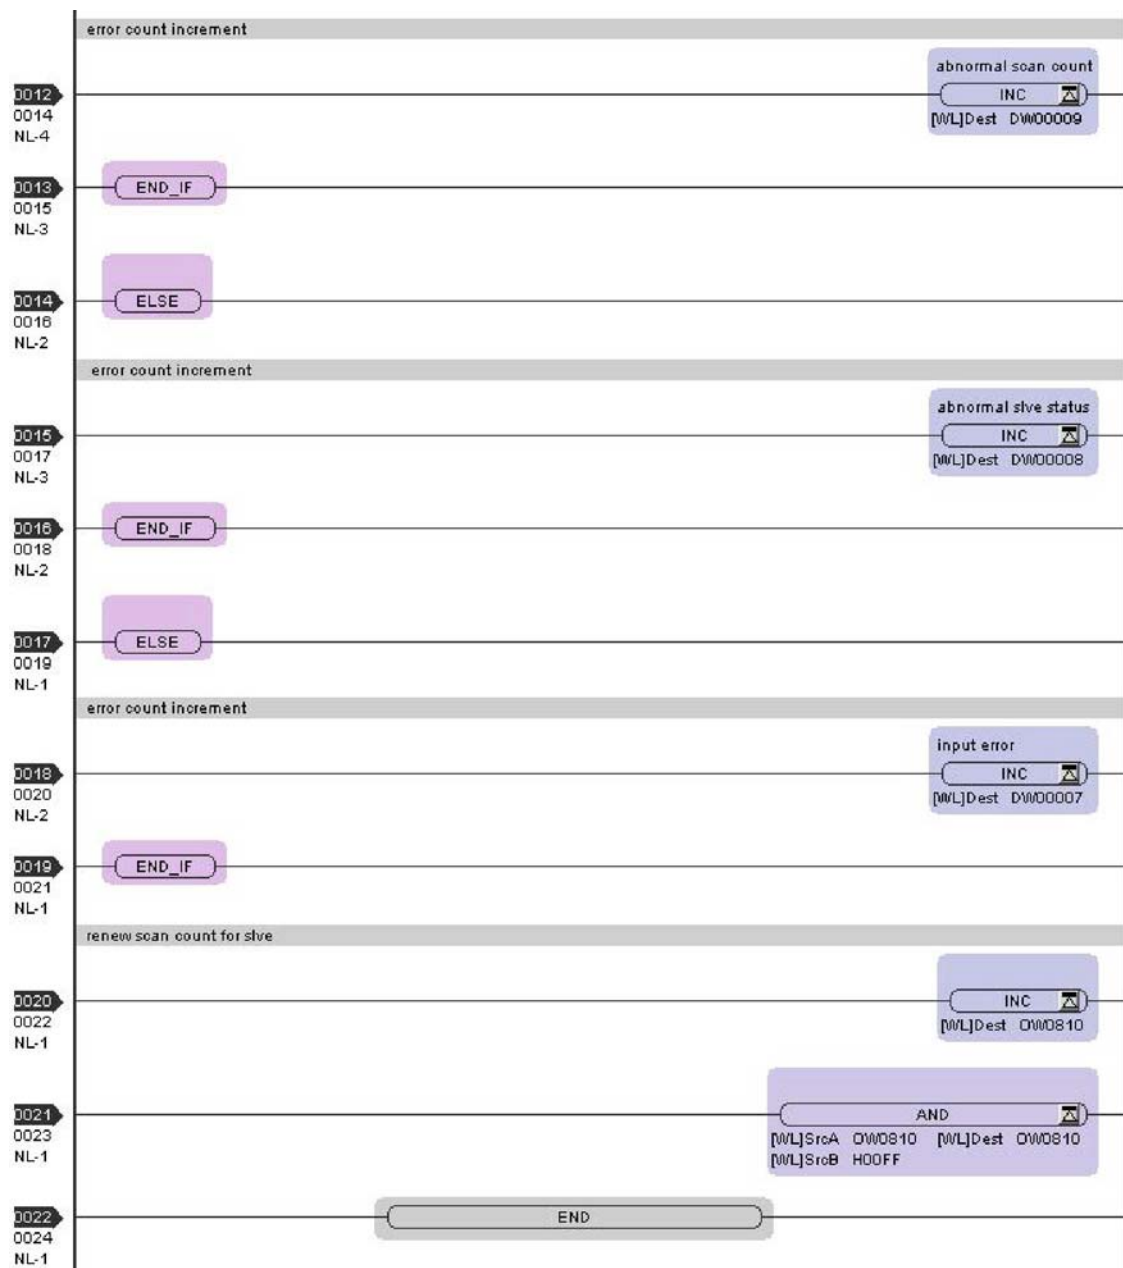 error count increment
abnormal scan count
0012
INC
0014
[WL]Dest DW00009
NL-4
0013
END_IF
0015
NL-3
0014
ELSE
0016
NL-2
error count increment
abnormal slve status
0015
INC
0017
[WL]Dest DW00008
NL-3
0016
END_IF
0018
NL-2
0017
ELSE
0019
NL-1
error count increment
input error
0018
INC
0020
[WL]Dest DW00007
NL-2
0019
END_IF
0021
NL-1
renew scan count for slve
0020
INC
0022
[WL]Dest OW0810
NL-1
0021
AND
0023
[WL]SrcA OW0810 [WL]Dest OW0810
NL-1
[WL]SrcB H00FF
0022
END
0024
NL-1